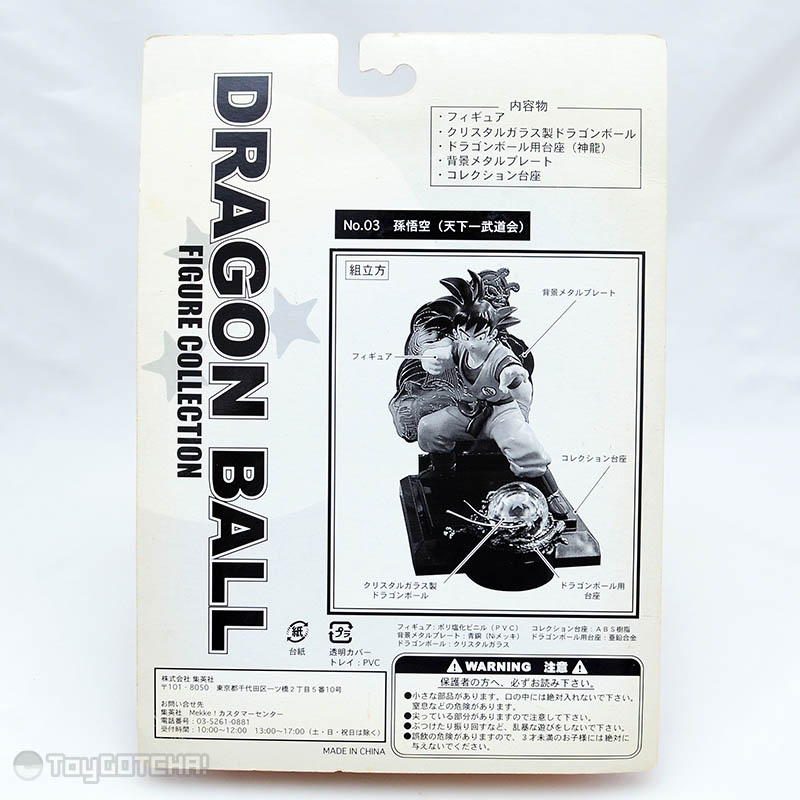 DRAGON BALL
FIGURE COLLECTION
内容物
・フィギュア
・クリスタルガラス製ドラゴンボール
・ドラゴンボール用台座（神龍）
・背景メタルプレート
・コレクション台座
No.03 孫悟空（天下一武道会）
組立方
背景メタルプレート
フィギュア
コレクション台座
クリスタルガラス製
ドラゴンボール
ドラゴンボール用
台座
紙
台紙
プラ
透明カバー
トレイ：PVC
フィギュア：ポリ塩化ビニル（PVC） コレクション台座：ABS樹脂
背景メタルプレート：青銅（Niメッキ） ドラゴンボール用台座：亜鉛合金
ドラゴンボール：クリスタルガラス
株式会社 集英社
〒101-8050 東京都千代田区一ツ橋2丁目5番10号
お問い合せ先
集英社 Mekke!カスタマーセンター
電話番号：03-5261-0881
受付時間：10:00〜12:00 13:00〜17:00（土・日・祝日は除く）
MADE IN CHINA
WARNING 注意
保護者の方へ、必ずお読み下さい。
●小さな部品があります。口の中には絶対入れないで下さい。
窒息などの危険があります。
●尖っている部分がありますので注意して下さい。
●ぶつけたり振り回すなど、乱暴な遊びをしないで下さい。
●誤飲の危険がありますので、3才未満のお子様には絶対に
与えないでください。
ToyGOTCHA!